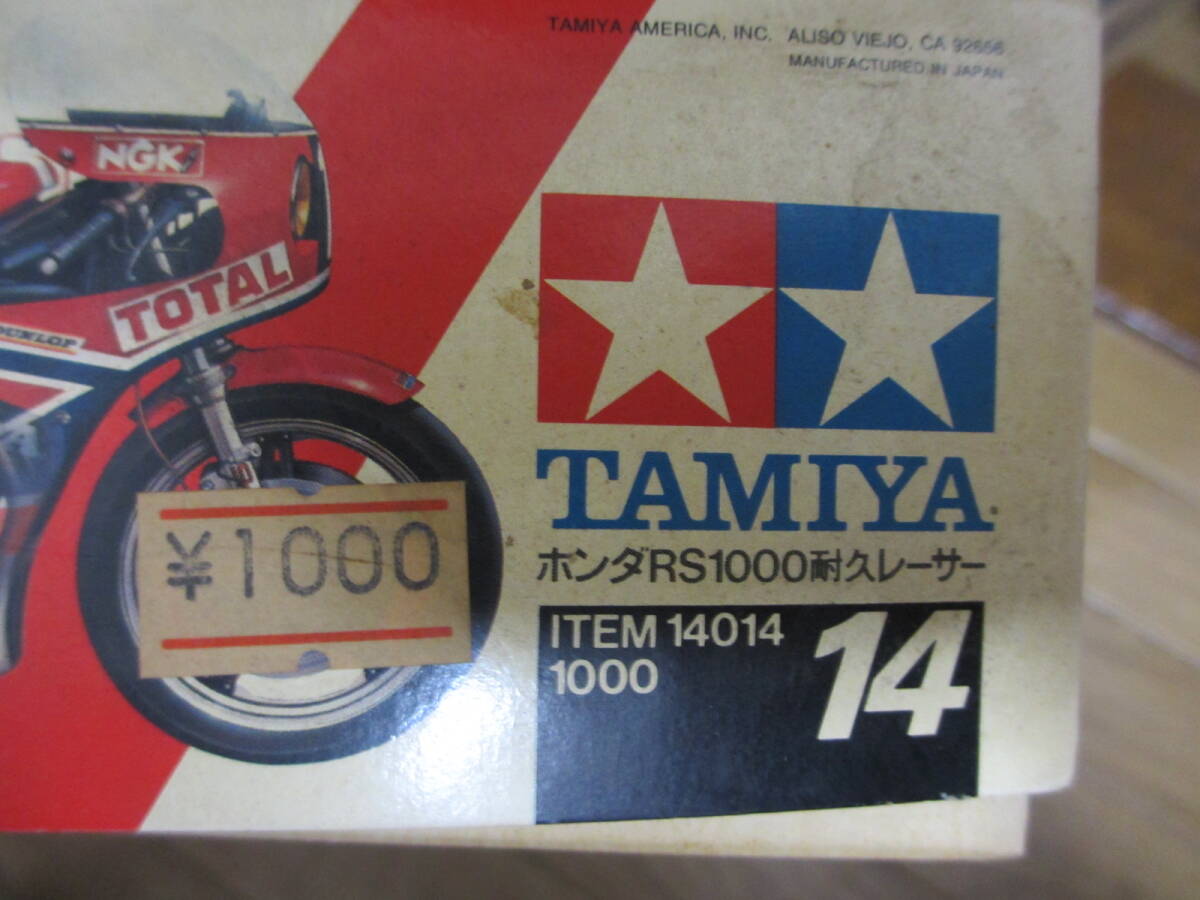 TAMIYA AMERICA, INC. ALISO VIEJO, CA 92656
MANUFACTURED IN JAPAN
NGK
TOTAL
DUNLOP
TAMIYA
¥1000
ホンダRS1000耐久レーサー
ITEM 14014
1000
14